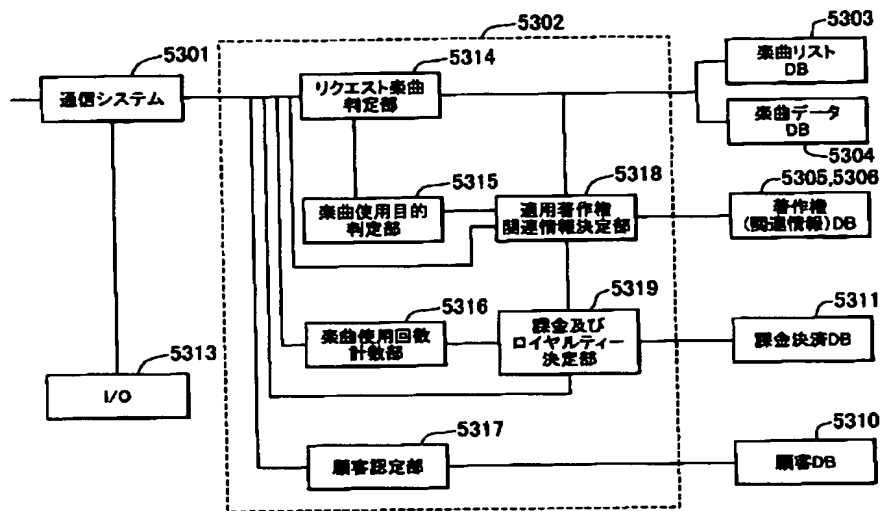 5302
5303
5301
5314
楽曲リスト
DB
通信システム
リクエスト楽曲
判定部
楽曲データ
DB
5304
5315
5318
5305,5306
楽曲使用目的
判定部
適用著作権
関連情報決定部
著作権
(関連情報)DB
5316
5319
5311
楽曲使用回数
計数部
課金及び
ロイヤルティー
決定部
課金決済DB
5313
I/O
5317
5310
顧客認定部
顧客DB